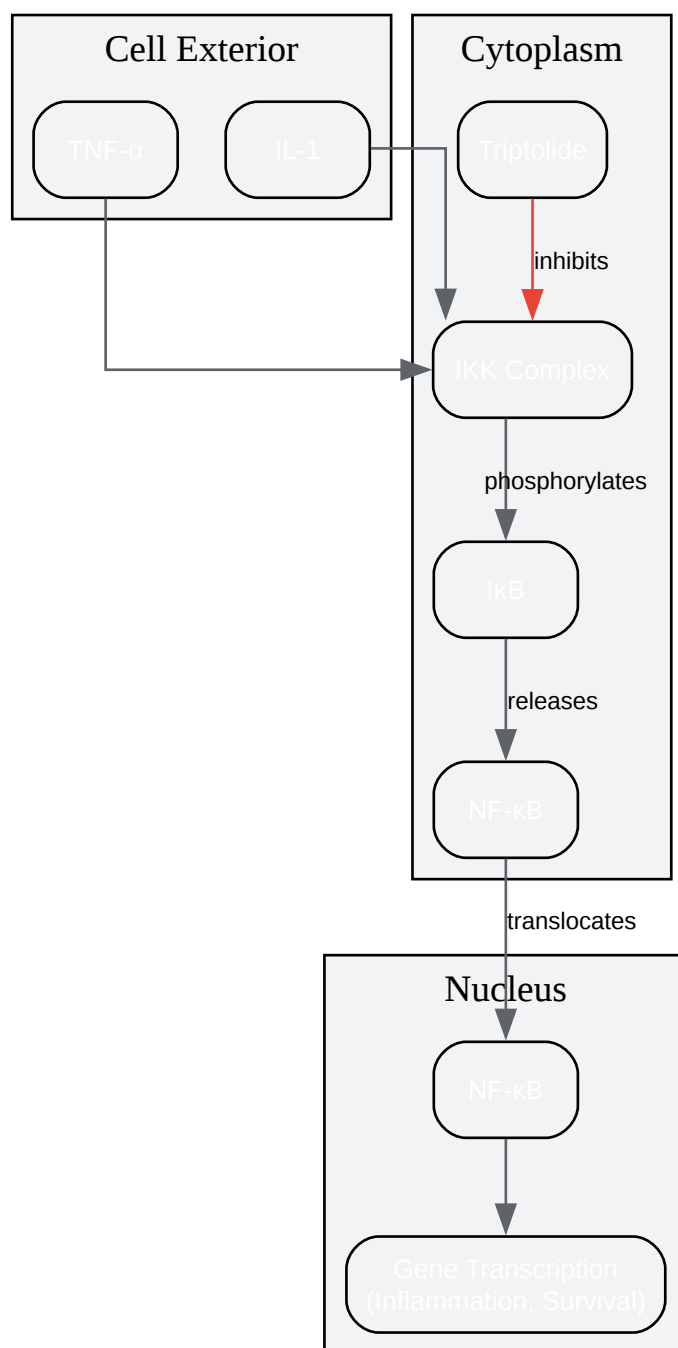 Cell Exterior
Cytoplasm
TNF-α
IL-1
Triptolide
inhibits
IKK Complex
phosphorylates
IκB
releases
NF-κB
translocates
Nucleus
NF-κB
Gene Transcription
(Inflammation, Survival)